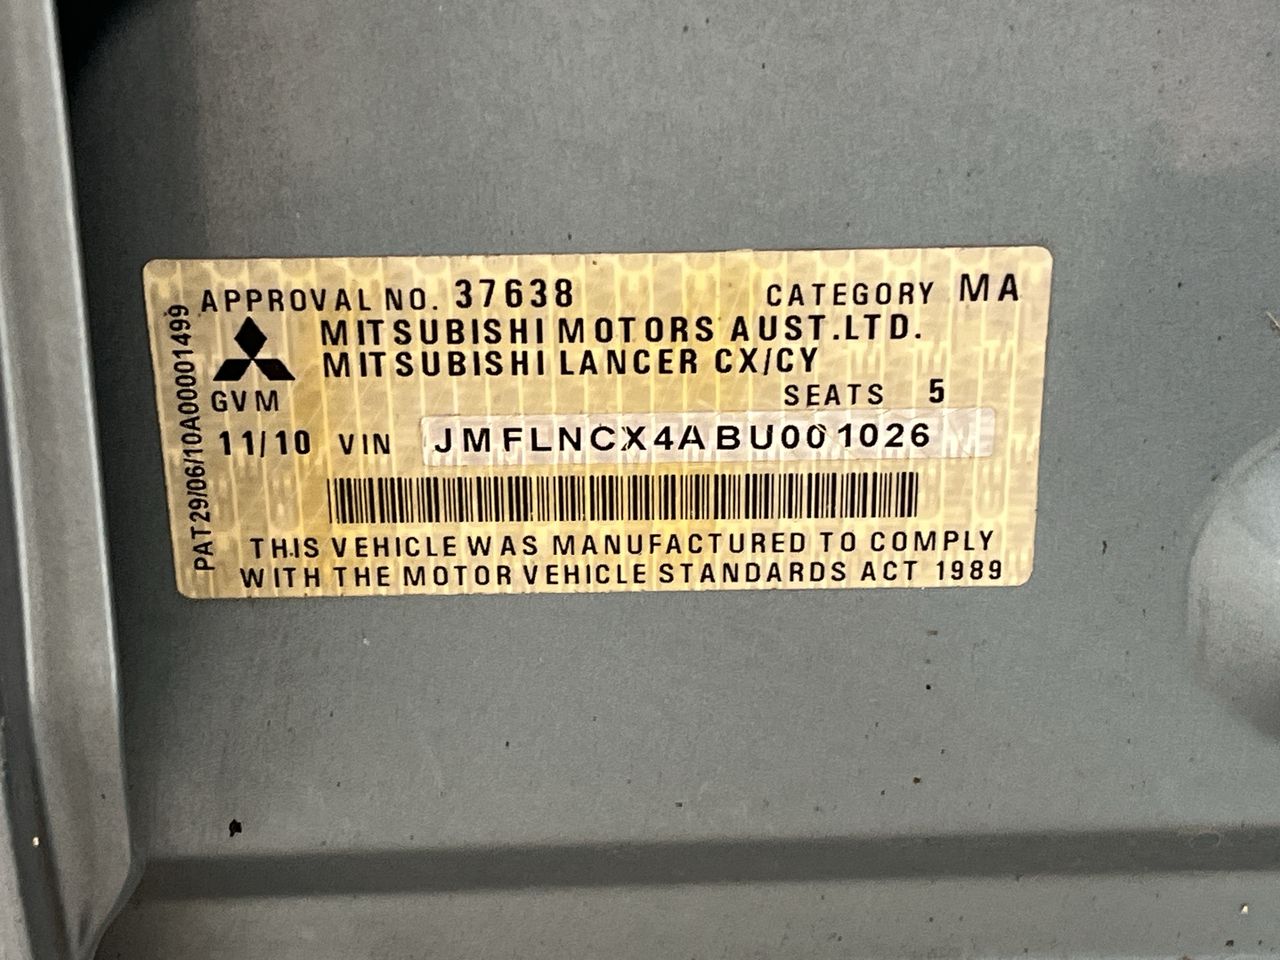 APPROVAL NO. 37638 CATEGORY MA
MITSUBISHI MOTORS AUST.LTD.
MITSUBISHI LANCER CX/CY
GVM SEATS 5
11/10 VIN JMFLNCX4ABU001026
THIS VEHICLE WAS MANUFACTURED TO COMPLY
WITH THE MOTOR VEHICLE STANDARDS ACT 1989
PAT29/06/10A00001499